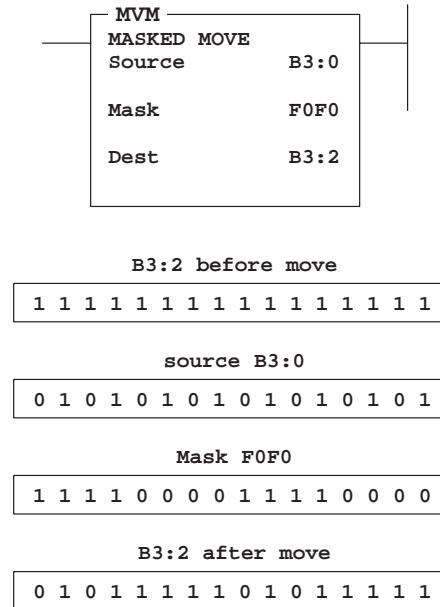 MVM
MASKED MOVE
Source B3:0
Mask F0F0
Dest B3:2
B3:2 before move
1 1 1 1 1 1 1 1 1 1 1 1 1 1 1 1
source B3:0
0 1 0 1 0 1 0 1 0 1 0 1 0 1 0 1
Mask F0F0
1 1 1 1 0 0 0 0 1 1 1 1 0 0 0 0
B3:2 after move
0 1 0 1 1 1 1 1 0 1 0 1 1 1 1 1